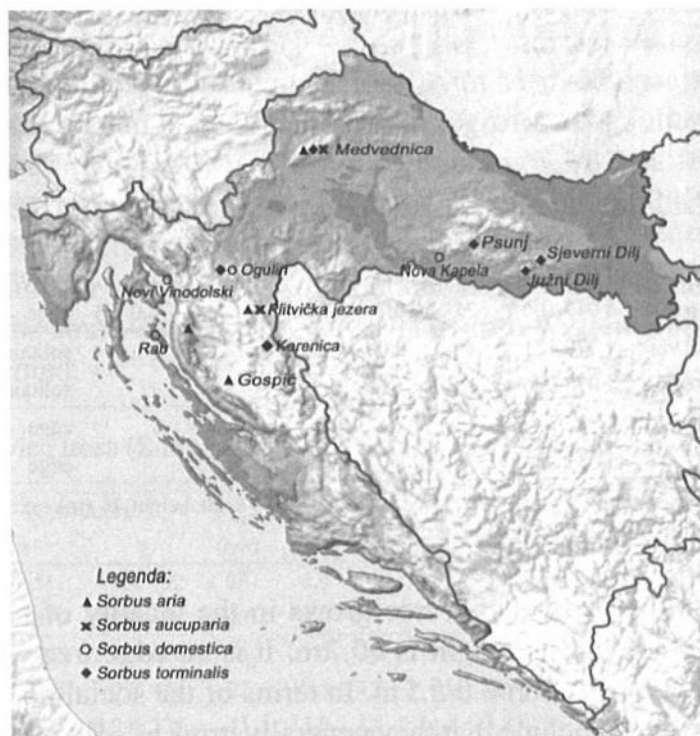 Medvednica
Psunj
Sjeverni Dilj
Nova Kapela
Južni Dilj
Ogulin
Novi Vinodolski
Plitvička jezera
Rab
Korenica
Gospić
Legenda:
Sorbus aria
Sorbus aucuparia
Sorbus domestica
Sorbus torminalis